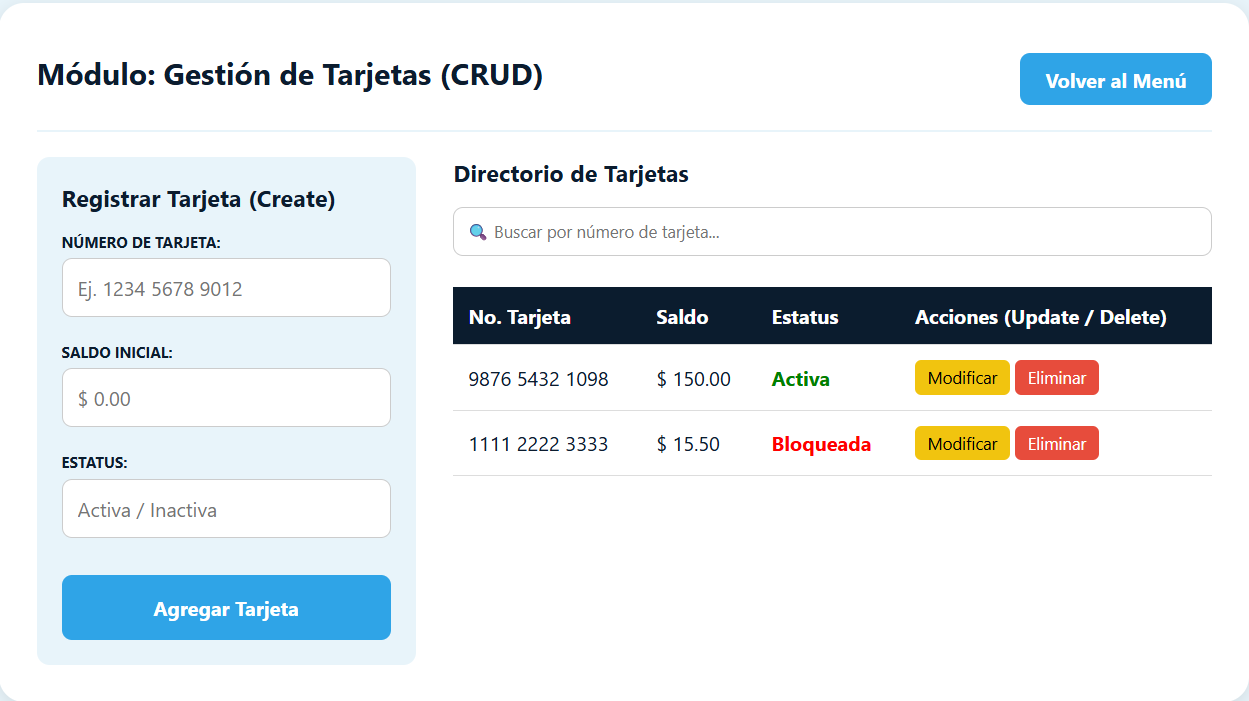 Módulo: Gestión de Tarjetas (CRUD)
Volver al Menú
Registrar Tarjeta (Create)
NÚMERO DE TARJETA:
Ej. 1234 5678 9012
SALDO INICIAL:
$ 0.00
ESTATUS:
Activa / Inactiva
Agregar Tarjeta
Directorio de Tarjetas
Buscar por número de tarjeta...
No. Tarjeta Saldo Estatus Acciones (Update / Delete)
9876 5432 1098 $ 150.00 Activa Modificar Eliminar
1111 2222 3333 $ 15.50 Bloqueada Modificar Eliminar